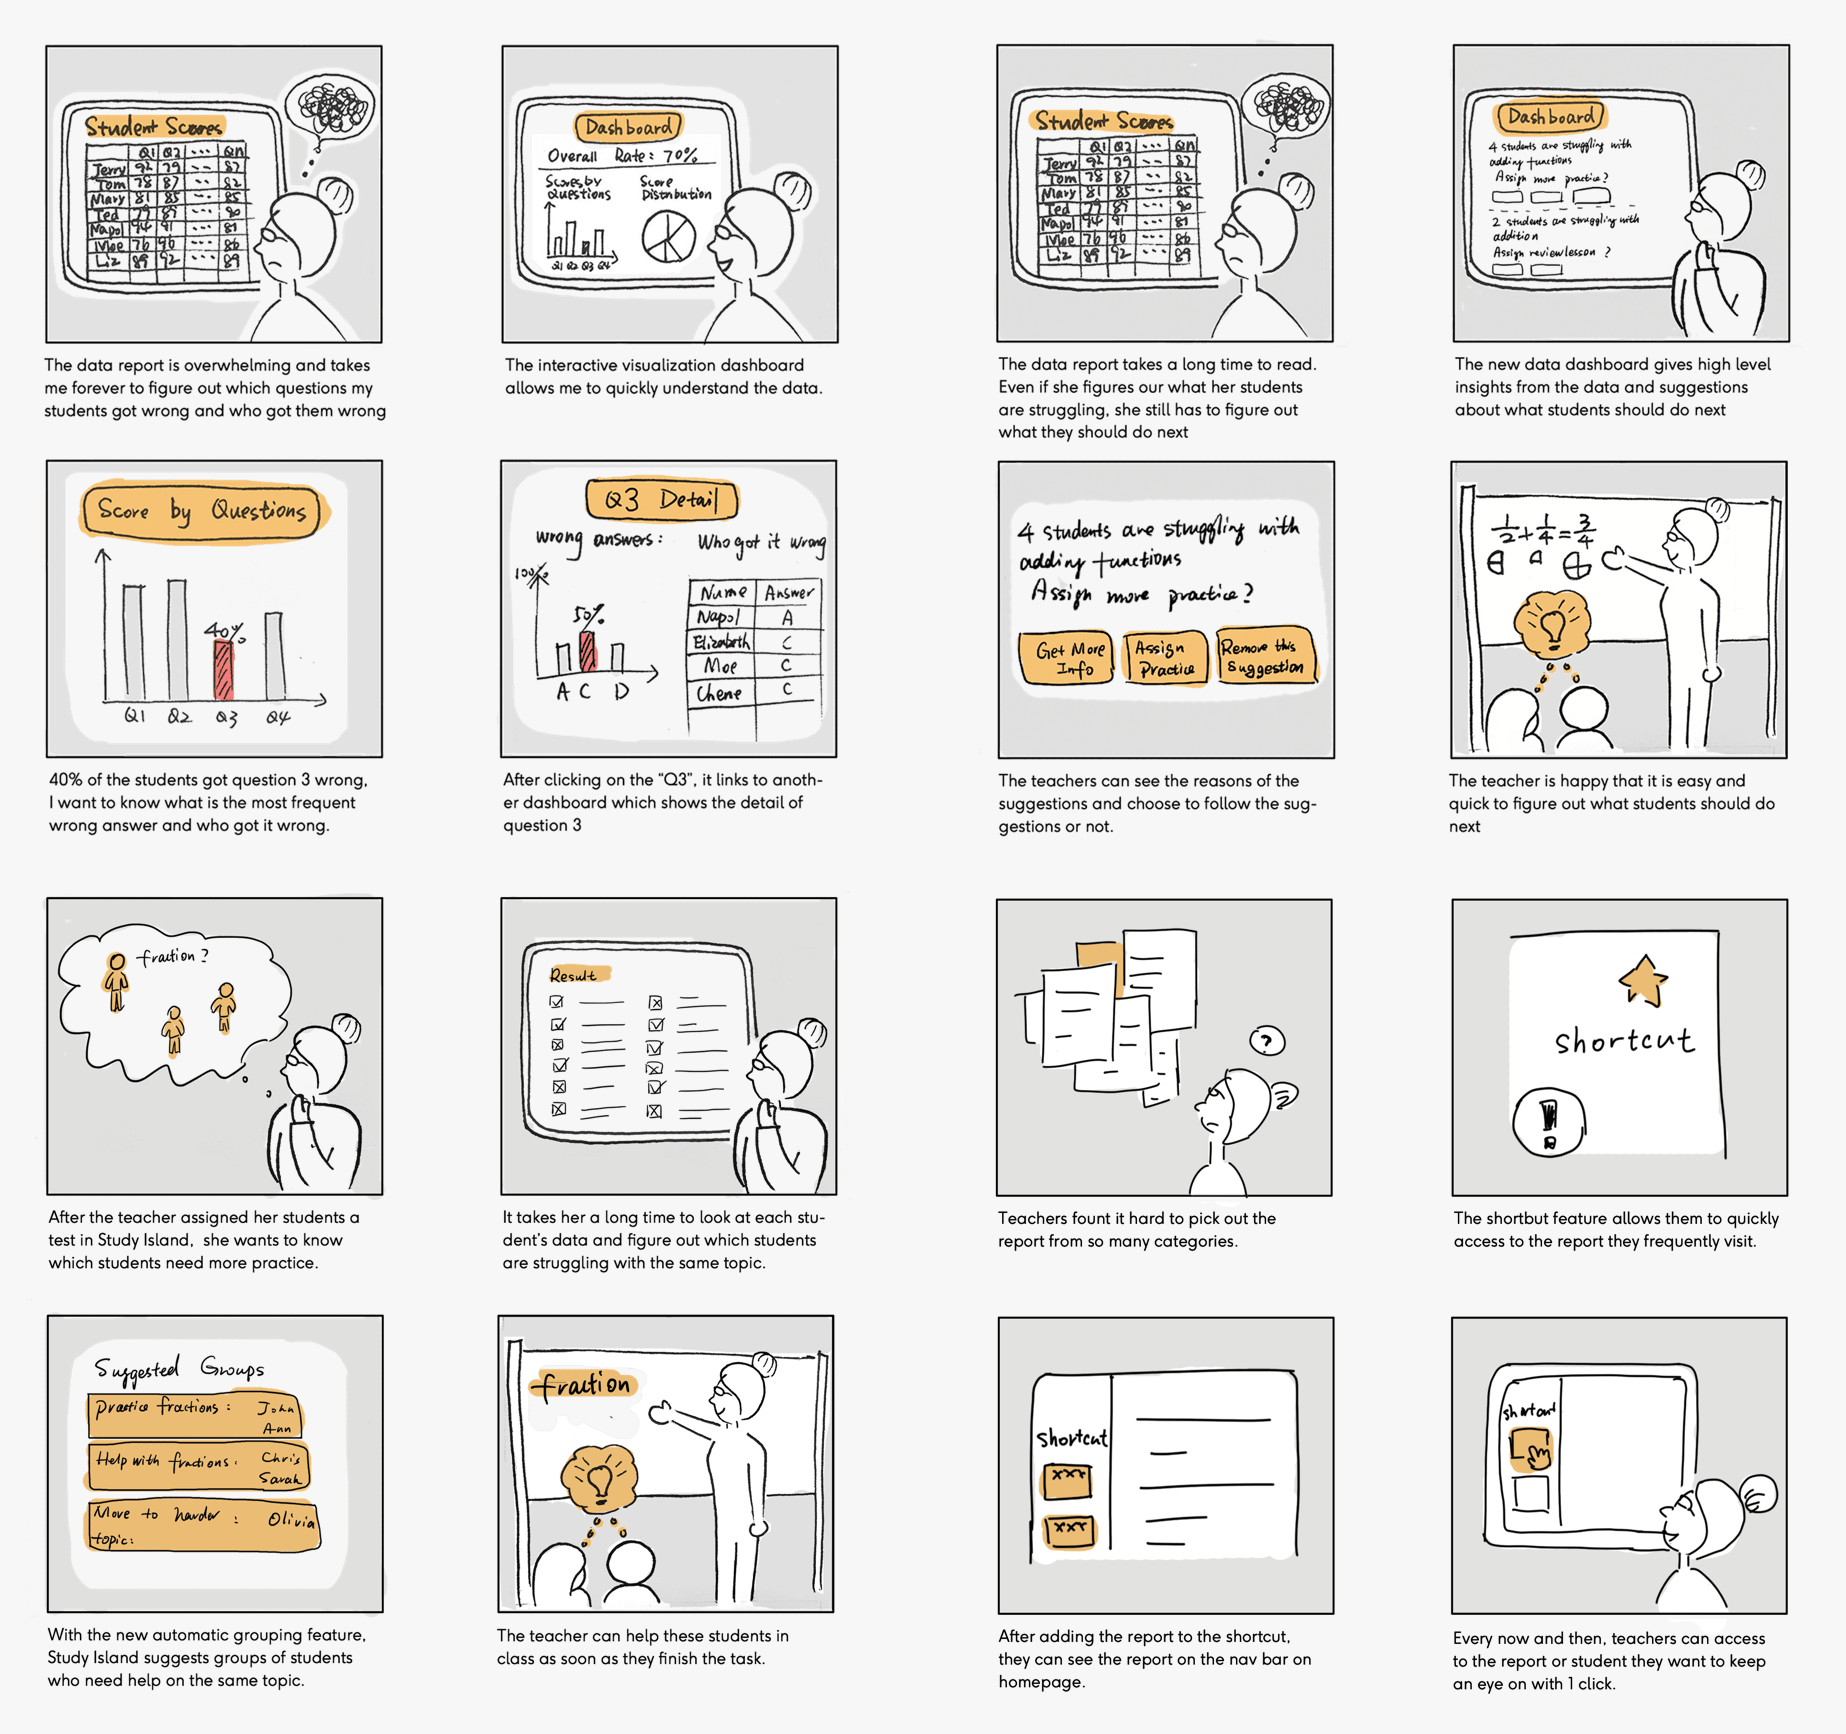 Student Scores
Q1 Q2 ... Qn
Jerry 92 79 ... 87
Tom 78 87 ... 82
Mary 81 85 ... 85
Ted 79 89 ... 90
Napol 94 91 ... 89
Moe 76 96 ... 86
Liz 89 92 ... 89
The data report is overwhelming and takes
me forever to figure out which questions my
students got wrong and who got them wrong
Dashboard
Overall Rate: 70%
Scores by
Questions
Score
Distribution
Q1 Q2 Q3 Q4
The interactive visualization dashboard
allows me to quickly understand the data.
Score by Questions
40%
Q1 Q2 Q3 Q4
40% of the students got question 3 wrong,
I want to know what is the most frequent
wrong answer and who got it wrong.
Q3 Detail
wrong answers:
100%
50%
A C D
Who got it wrong
Name Answer
Napol A
Elizabeth C
Moe C
Chene C
After clicking on the "Q3", it links to anoth-
er dashboard which shows the detail of
question 3
Student Scores
Q1 Q2 ... Qn
Jerry 92 79 ... 87
Tom 78 87 ... 82
Mary 81 85 ... 85
Ted 79 89 ... 90
Napol 94 91 ... 89
Moe 76 96 ... 86
Liz 89 92 ... 89
The data report takes a long time to read.
Even if she figures our what her students
are struggling, she still has to figure out
what they should do next
Dashboard
4 students are struggling with
adding functions
Assign more practice?
2 students are struggling with
addition
Assign review lesson ?
The new data dashboard gives high level
insights from the data and suggestions
about what students should do next
4 students are struggling with
adding functions
Assign more practice?
Get More
Info
Assign
Practice
Remove this
Suggestion
The teachers can see the reasons of the
suggestions and choose to follow the sug-
gestions or not.
1/2 + 1/4 = 3/4
The teacher is happy that it is easy and
quick to figure out what students should do
next
fraction?
After the teacher assigned her students a
test in Study Island, she wants to know
which students need more practice.
Result
It takes her a long time to look at each stu-
dent's data and figure out which students
are struggling with the same topic.
Suggested Groups
Practice fractions : John
Ann
Help with fractions : Chris
Sarah
Move to harder : Olivia
topic:
With the new automatic grouping feature,
Study Island suggests groups of students
who need help on the same topic.
fraction
The teacher can help these students in
class as soon as they finish the task.
?
Teachers fount it hard to pick out the
report from so many categories.
shortcut
!
The shortbut feature allows them to quickly
access to the report they frequently visit.
shortcut
xxx
xxx
After adding the report to the shortcut,
they can see the report on the nav bar on
homepage.
shortcut
Every now and then, teachers can access
to the report or student they want to keep
an eye on with 1 click.